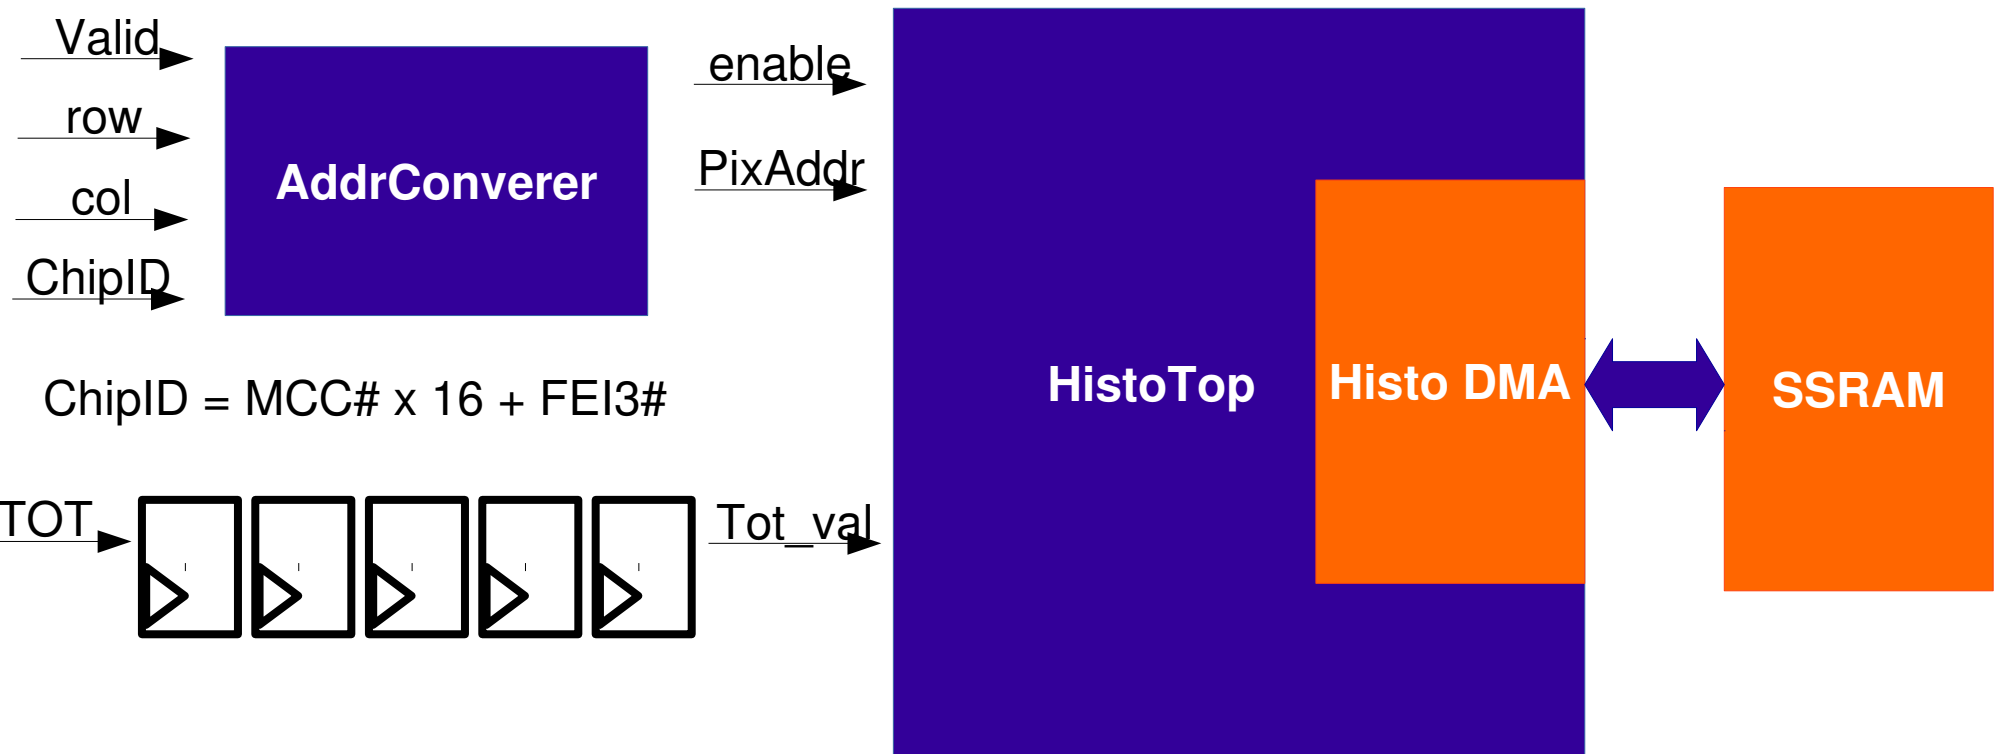 Valid
row
col
ChipID
AddrConverer
enable
PixAddr
ChipID = MCC# x 16 + FEI3#
TOT
Tot_val
HistoTop
Histo DMA
SSRAM